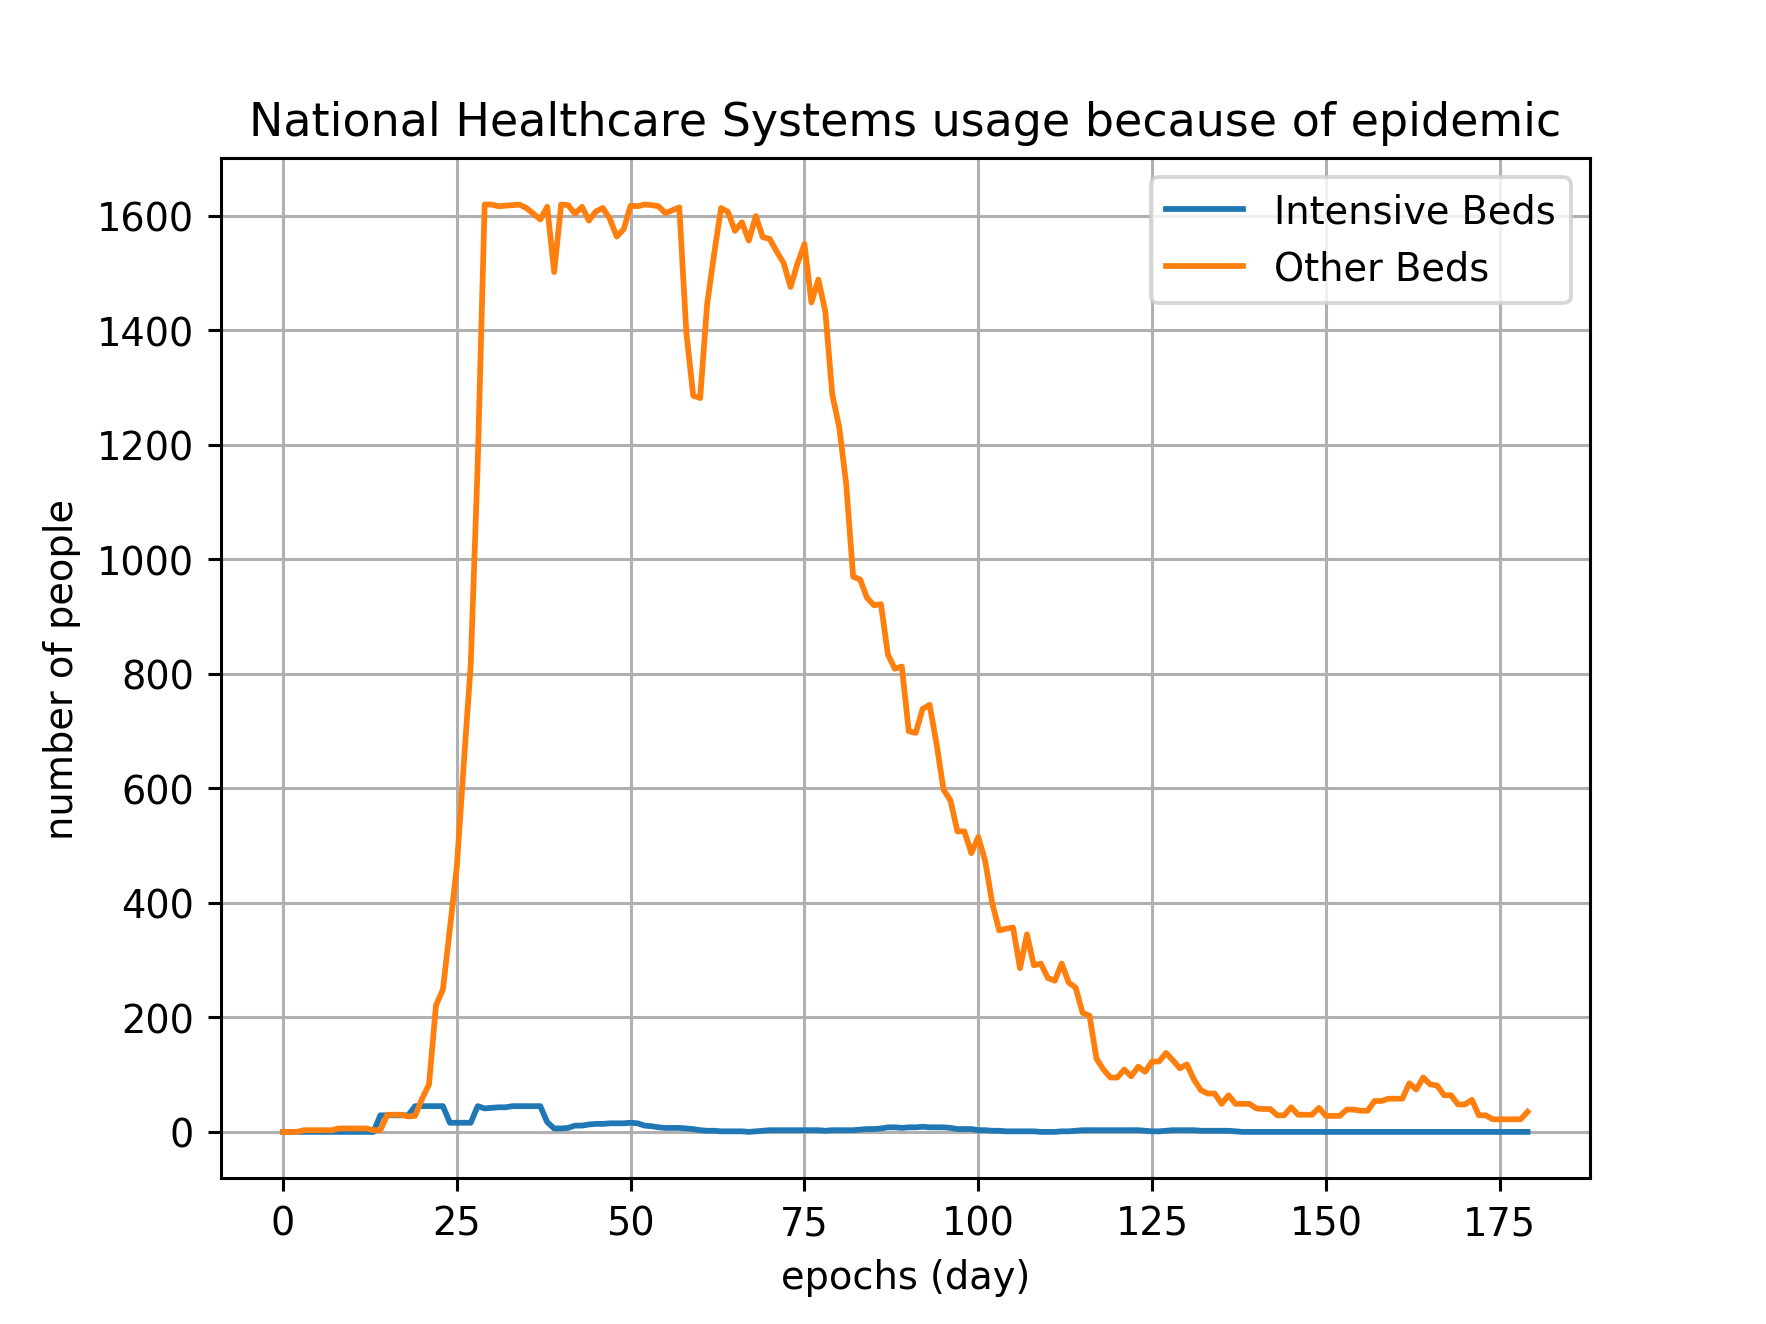 National Healthcare Systems usage because of epidemic
Intensive Beds
Other Beds
1600
1400
1200
1000
800
600
400
200
0
number of people
0 25 50 75 100 125 150 175
epochs (day)